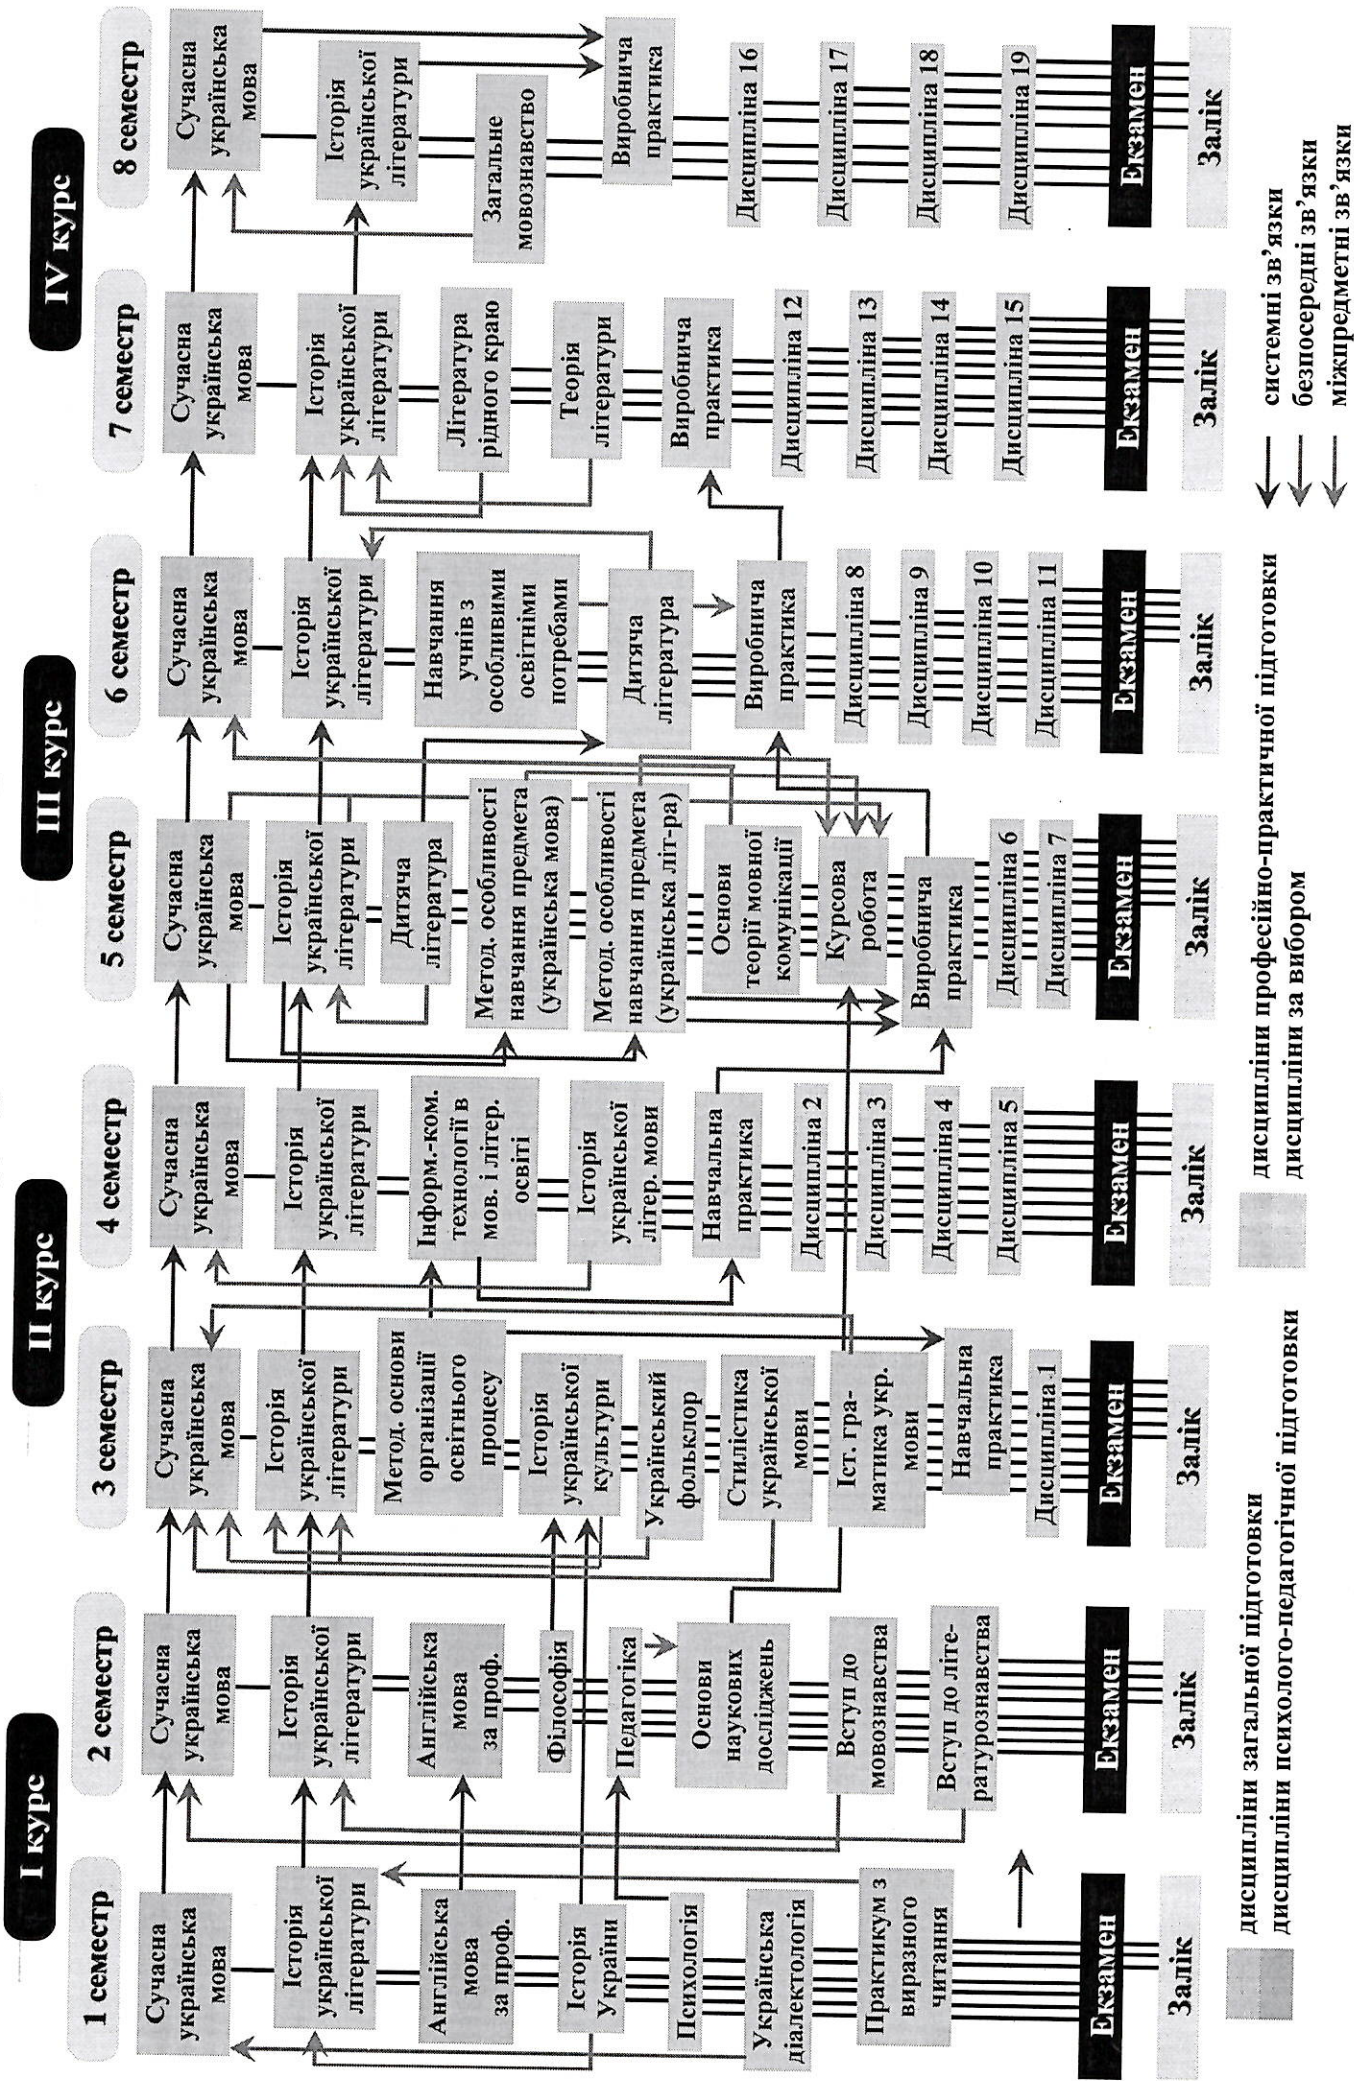 I курс
1 семестр
Сучасна
українська
мова
Історія
української
літератури
Англійська
мова
за проф.
Історія
України
Психологія
Українська
діалектологія
Практикум з
виразного
читання
Екзамен
Залік
2 семестр
Сучасна
українська
мова
Історія
української
літератури
Англійська
мова
за проф.
Філософія
Педагогіка
Основи
наукових
досліджень
Вступ до
мовознавства
Вступ до літе-
ратурознавства
Екзамен
Залік
II курс
3 семестр
Сучасна
українська
мова
Історія
української
літератури
Метод. основи
організації
освітнього
процесу
Історія
української
культури
Український
фольклор
Стилістика
української
мови
Іст. гра-
матика укр.
мови
Навчальна
практика
Дисципліна 1
Екзамен
Залік
4 семестр
Сучасна
українська
мова
Історія
української
літератури
Інформ.-ком.
технології в
мов. і літер.
освіті
Історія
української
літер. мови
Навчальна
практика
Дисципліна 2
Дисципліна 3
Дисципліна 4
Дисципліна 5
Екзамен
Залік
III курс
5 семестр
Сучасна
українська
мова
Історія
української
літератури
Дитяча
література
Метод. особливості
навчання предмета
(українська мова)
Метод. особливості
навчання предмета
(українська літ-ра)
Основи
теорії мовної
комунікації
Курсова
робота
Виробнича
практика
Дисципліна 6
Дисципліна 7
Екзамен
Залік
6 семестр
Сучасна
українська
мова
Історія
української
літератури
Навчання
учнів з
особливими
освітніми
потребами
Дитяча
література
Виробнича
практика
Дисципліна 8
Дисципліна 9
Дисципліна 10
Дисципліна 11
Екзамен
Залік
IV курс
7 семестр
Сучасна
українська
мова
Історія
української
літератури
Література
рідного краю
Теорія
літератури
Виробнича
практика
Дисципліна 12
Дисципліна 13
Дисципліна 14
Дисципліна 15
Екзамен
Залік
8 семестр
Сучасна
українська
мова
Історія
української
літератури
Загальне
мовознавство
Виробнича
практика
Дисципліна 16
Дисципліна 17
Дисципліна 18
Дисципліна 19
Екзамен
Залік
дисципліни загальної підготовки
дисципліни психолого-педагогічної підготовки
дисципліни професійно-практичної підготовки
дисципліни за вибором
системні зв’язки
безпосередні зв’язки
міжпредметні зв’язки